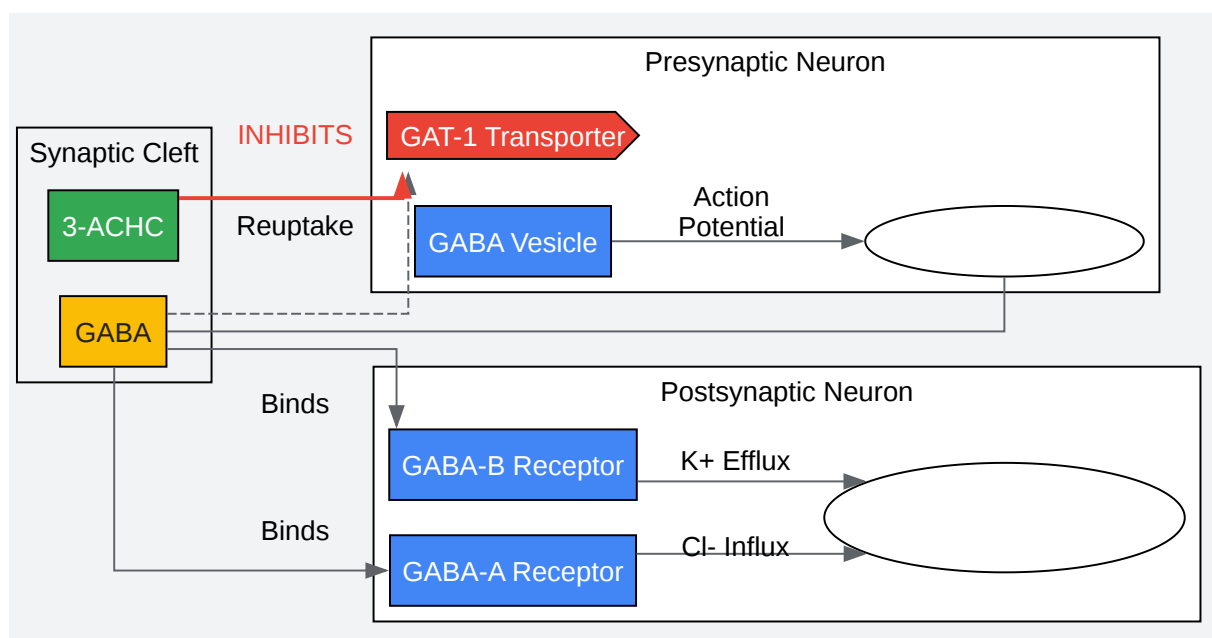 Presynaptic Neuron
INHIBITS
GAT-1 Transporter
Synaptic Cleft
3-ACHC
Reuptake
GABA Vesicle
Action
Potential
GABA
Postsynaptic Neuron
Binds
GABA-B Receptor
K+ Efflux
Binds
GABA-A Receptor
Cl- Influx